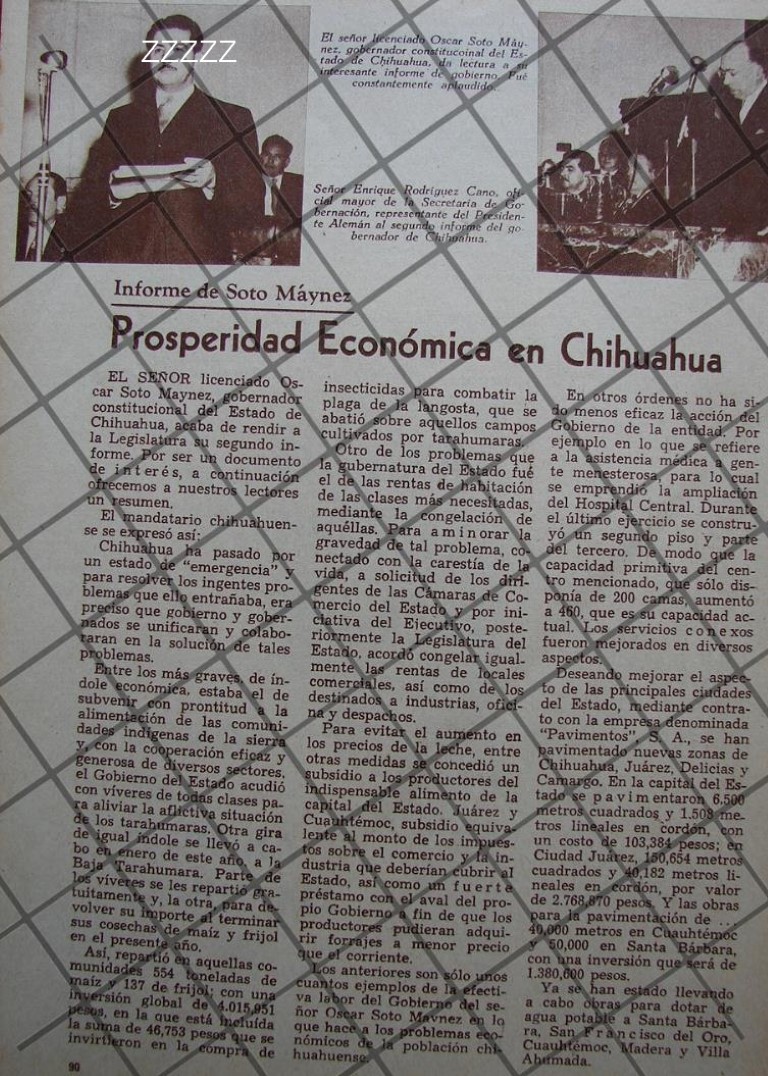 ZZZZZ
El señor licenciado Oscar Soto Máy-
nez, gobernador constitucoinal del Es-
tado de Chihuahua, da lectura a su
interesante informe de gobierno. Fué
constantemente aplaudido.
Señor Enrique Rodríguez Cano, ofi-
cial mayor de la Secretaría de Go-
bernación, representante del Presiden-
te Alemán al segundo informe del go-
bernador de Chihuahua.
Informe de Soto Máynez
Prosperidad Económica en Chihuahua
EL SEÑOR licenciado Os-
car Soto Maynez, gobernador
constitucional del Estado de
Chihuahua, acaba de rendir a
la Legislatura su segundo in-
forme. Por ser un documento
de interés, a continuación
ofrecemos a nuestros lectores
un resumen.
El mandatario chihuahuen-
se se expresó así:
Chihuahua ha pasado por
un estado de "emergencia" y
para resolver los ingentes pro-
blemas que ello entrañaba, era
preciso que gobierno y gober-
nados se unificaran y colabo-
raran en la solución de tales
problemas.
Entre los más graves, de ín-
dole económica, estaba el de
subvenir con prontitud a la
alimentación de las comuni-
dades indígenas de la sierra
y, con la cooperación eficaz y
generosa de diversos sectores,
el Gobierno del Estado acudió
con víveres de todas clases pa-
ra aliviar la aflictiva situación
de los tarahumaras. Otra gira
de igual índole se llevó a ca-
bo en enero de este año, a la
Baja Tarahumara. Parte de
los víveres se les repartió gra-
tuitamente y, la otra, para de-
volver su importe al terminar
sus cosechas de maíz y frijol
en el presente año.
Así, repartió en aquellas co-
munidades 554 toneladas de
maíz y 137 de frijol; con una
inversión global de 4.015,951
pesos, en la que está incluída
la suma de 46,753 pesos que se
invirtieron en la compra de
90
insecticidas para combatir la
plaga de la langosta, que se
abatió sobre aquellos campos
cultivados por tarahumaras.
Otro de los problemas que
la gubernatura del Estado fué
el de las rentas de habitación
de las clases más necesitadas,
mediante la congelación de
aquéllas. Para aminorar la
gravedad de tal problema, co-
nectado con la carestía de la
vida, a solicitud de los diri-
gentes de las Cámaras de Co-
mercio del Estado y por ini-
ciativa del Ejecutivo, poste-
riormente la Legislatura del
Estado, acordó congelar igual-
mente las rentas de locales
comerciales, así como de los
destinados a industrias, ofici-
na y despachos.
Para evitar el aumento en
los precios de la leche, entre
otras medidas se concedió un
subsidio a los productores del
indispensable alimento de la
capital del Estado. Juárez y
Cuauhtémoc, subsidio equiva-
lente al monto de los impues-
tos sobre el comercio y la in-
dustria que deberían cubrir al
Estado, así como un fuerte
préstamo con el aval del pro-
pio Gobierno a fin de que los
productores pudieran adqui-
rir forrajes a menor precio
que el corriente.
Los anteriores son sólo unos
cuantos ejemplos de la efecti-
va labor del Gobierno del se-
ñor Oscar Soto Maynez en lo
que hace a los problemas eco-
nómicos de la población chi-
huahuense.
En otros órdenes no ha si-
do menos eficaz la acción del
Gobierno de la entidad. Por
ejemplo en lo que se refiere
a la asistencia médica a gen-
te menesterosa, para lo cual
se emprendió la ampliación
del Hospital Central. Durante
el último ejercicio se constru-
yó un segundo piso y parte
del tercero. De modo que la
capacidad primitiva del cen-
tro mencionado, que sólo dis-
ponía de 200 camas, aumentó
a 460, que es su capacidad ac-
tual. Los servicios conexos
fueron mejorados en diversos
aspectos.
Deseando mejorar el aspec-
to de las principales ciudades
del Estado, mediante contra-
to con la empresa denominada
"Pavimentos", S. A., se han
pavimentado nuevas zonas de
Chihuahua, Juárez, Delicias y
Camargo. En la capital del Es-
tado se pavimentaron 6.500
metros cuadrados y 1.508 me-
tros lineales en cordón, con
un costo de 103,384 pesos; en
Ciudad Juárez, 150,654 metros
cuadrados y 40,182 metros li-
neales en cordón, por valor
de 2.768,870 pesos. Y las obras
para la pavimentación de ...
40,000 metros en Cuauhtémoc
y 50,000 en Santa Bárbara,
con una inversión que será de
1.380,600 pesos.
Ya se han estado llevando
a cabo obras para dotar de
agua potable a Santa Bárba-
ra, San Francisco del Oro,
Cuauhtémoc, Madera y Villa
Ahumada.